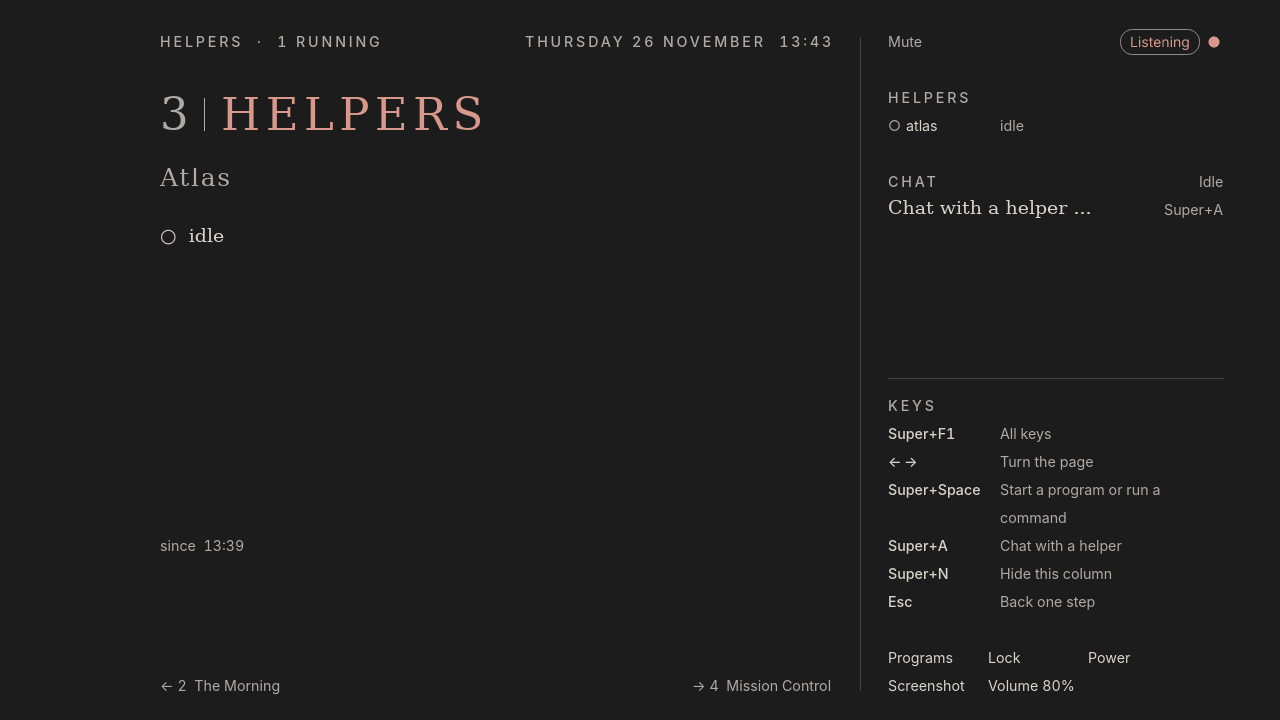 HELPERS · 1 RUNNING
THURSDAY 26 NOVEMBER 13:43
3 HELPERS
Atlas
○ idle
since 13:39
← 2 The Morning
→ 4 Mission Control
Mute
Listening
HELPERS
○ atlas idle
CHAT Idle
Chat with a helper ... Super+A
KEYS
Super+F1 All keys
← → Turn the page
Super+Space Start a program or run a
command
Super+A Chat with a helper
Super+N Hide this column
Esc Back one step
Programs Lock Power
Screenshot Volume 80%